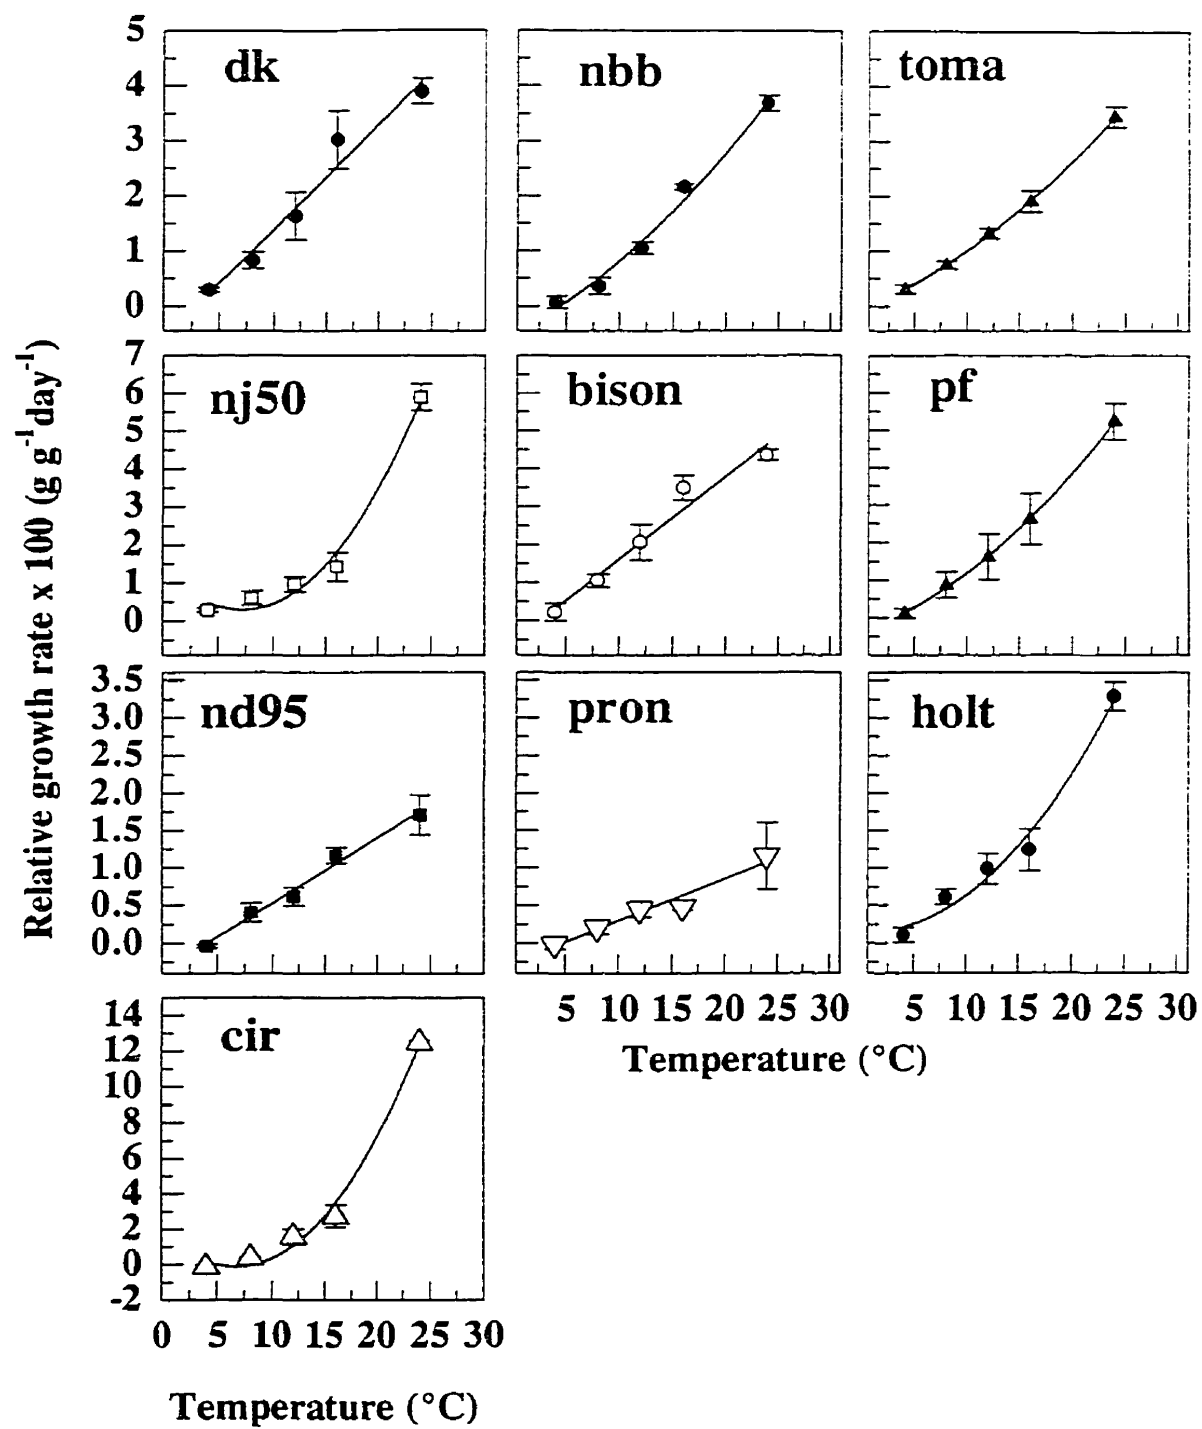 5
dk
nbb
toma
4
3
2
1
0
Relative growth rate x 100 (g g⁻¹day⁻¹)
7
nj50
bison
pf
6
5
4
3
2
1
0
3.5
nd95
pron
holt
3.0
2.5
2.0
1.5
1.0
0.5
0.0
5 10 15 20 25 30
5 10 15 20 25 30
Temperature (°C)
14
cir
12
10
8
6
4
2
0
-2
0 5 10 15 20 25 30
Temperature (°C)